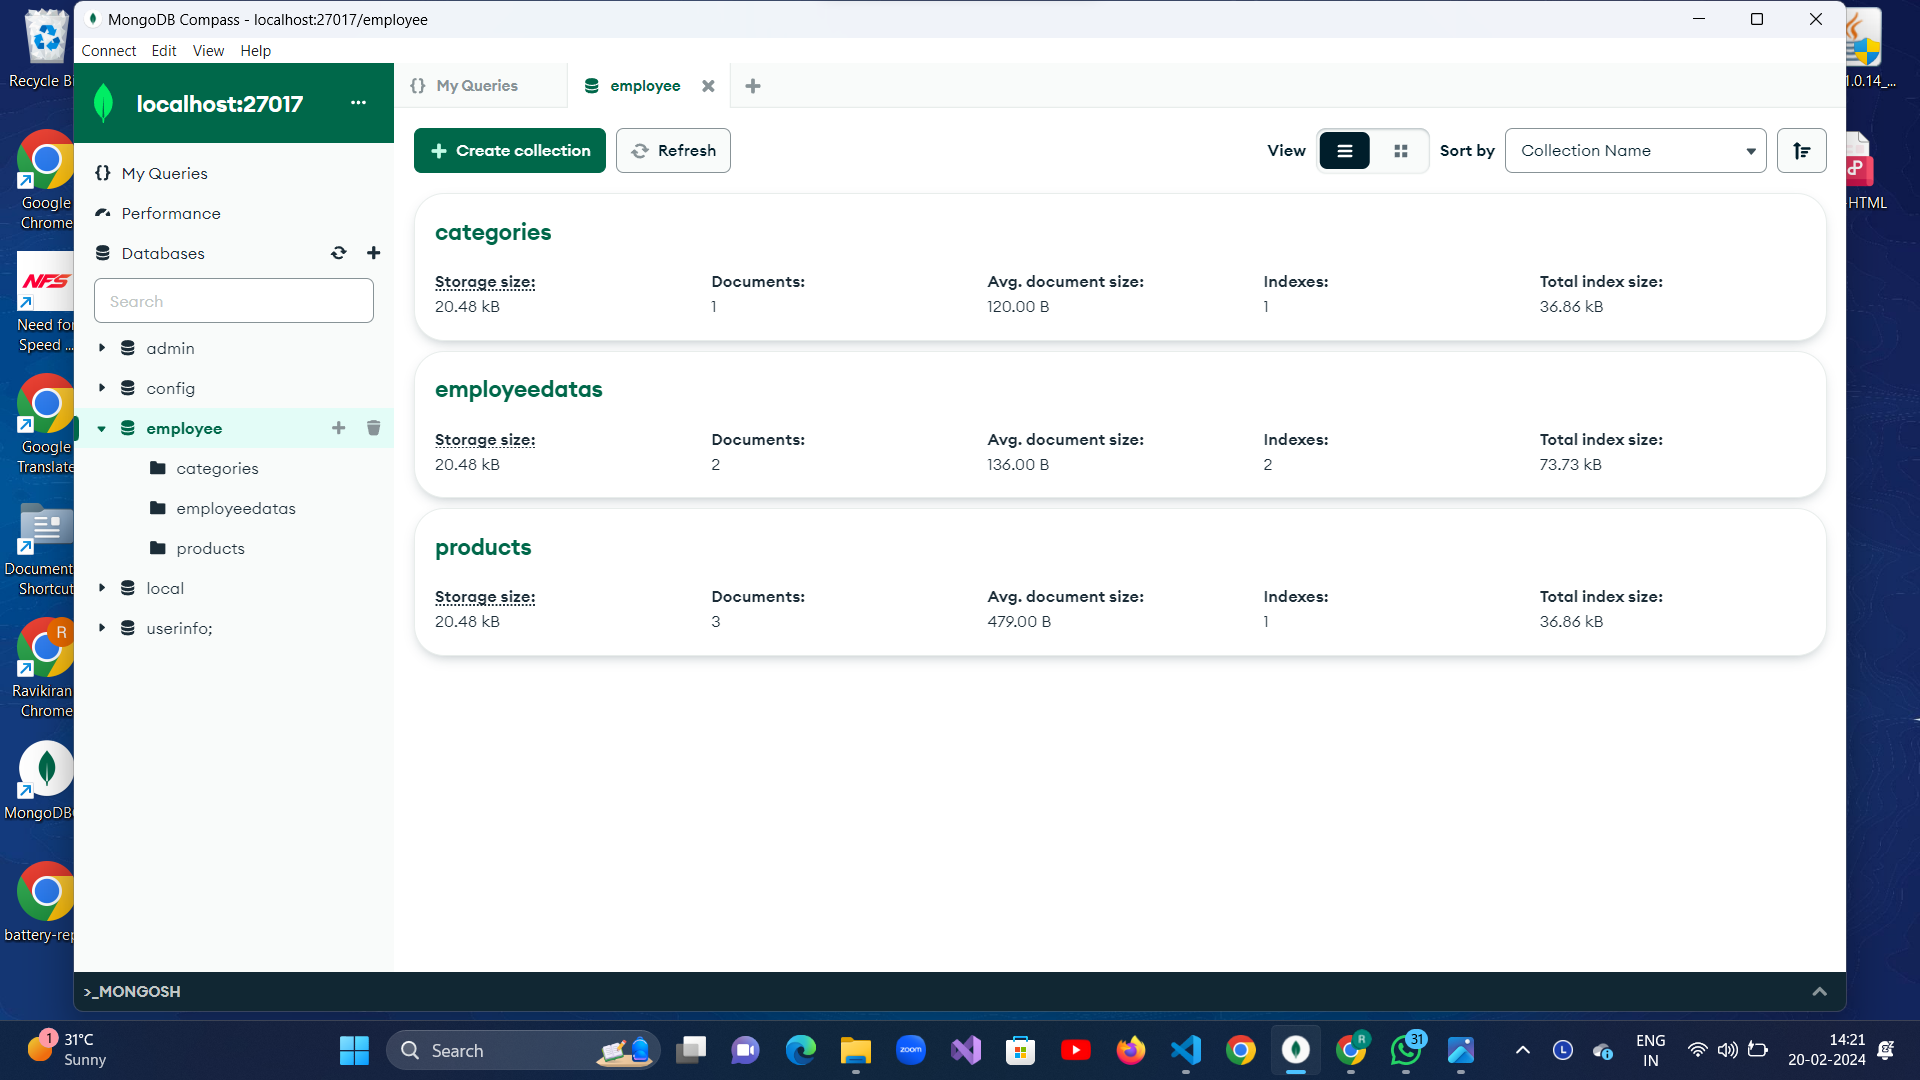 MongoDB Compass - localhost:27017/employee
Connect Edit View Help
localhost:27017 ...
{} My Queries
employee
Create collection
Refresh
View
Sort by
Collection Name
{} My Queries
Performance
Databases
Search
admin
config
employee
categories
employeedatas
products
local
userinfo;
categories
Storage size: Documents: Avg. document size: Indexes: Total index size:
20.48 kB 1 120.00 B 1 36.86 kB
employeedatas
Storage size: Documents: Avg. document size: Indexes: Total index size:
20.48 kB 2 136.00 B 2 73.73 kB
products
Storage size: Documents: Avg. document size: Indexes: Total index size:
20.48 kB 3 479.00 B 1 36.86 kB
>_MONGOSH
Recycle Bi
Google
Chrome
NFS
Need for
Speed ...
Google
Translate
Document
Shortcut
R
Ravikiran
Chrome
MongoDB
battery-rep
1.0.14_...
HTML
1
31°C
Sunny
Search
zoom
R
31
ENG
IN
14:21
20-02-2024